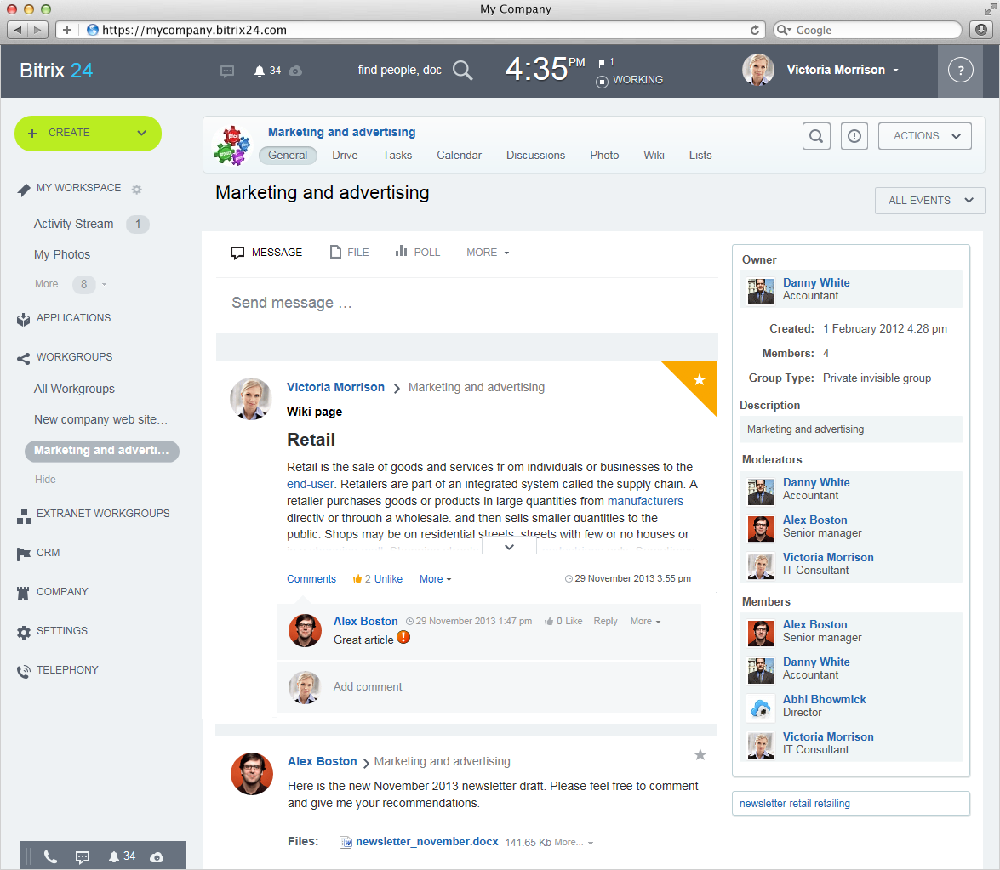 My Company
https://mycompany.bitrix24.com
Google
Bitrix 24
34
find people, doc
4:35 PM
1
WORKING
Victoria Morrison
?
CREATE
MY WORKSPACE
Activity Stream 1
My Photos
More... 8
APPLICATIONS
WORKGROUPS
All Workgroups
New company web site…
Marketing and adverti…
Hide
EXTRANET WORKGROUPS
CRM
COMPANY
SETTINGS
TELEPHONY
34
Marketing and advertising
General Drive Tasks Calendar Discussions Photo Wiki Lists
ACTIONS
Marketing and advertising
ALL EVENTS
MESSAGE FILE POLL MORE
Send message …
Victoria Morrison Marketing and advertising
Wiki page
Retail
Retail is the sale of goods and services fr om individuals or businesses to the
end-user. Retailers are part of an integrated system called the supply chain. A
retailer purchases goods or products in large quantities from manufacturers
directly or through a wholesale, and then sells smaller quantities to the
public. Shops may be on residential streets, streets with few or no houses or
Comments 2 Unlike More 29 November 2013 3:55 pm
Alex Boston 29 November 2013 1:47 pm 0 Like Reply More
Great article
Add comment
Alex Boston Marketing and advertising
Here is the new November 2013 newsletter draft. Please feel free to comment
and give me your recommendations.
Files: newsletter_november.docx 141.65 Kb More...
Owner
Danny White
Accountant
Created: 1 February 2012 4:28 pm
Members: 4
Group Type: Private invisible group
Description
Marketing and advertising
Moderators
Danny White
Accountant
Alex Boston
Senior manager
Victoria Morrison
IT Consultant
Members
Alex Boston
Senior manager
Danny White
Accountant
Abhi Bhowmick
Director
Victoria Morrison
IT Consultant
newsletter retail retailing